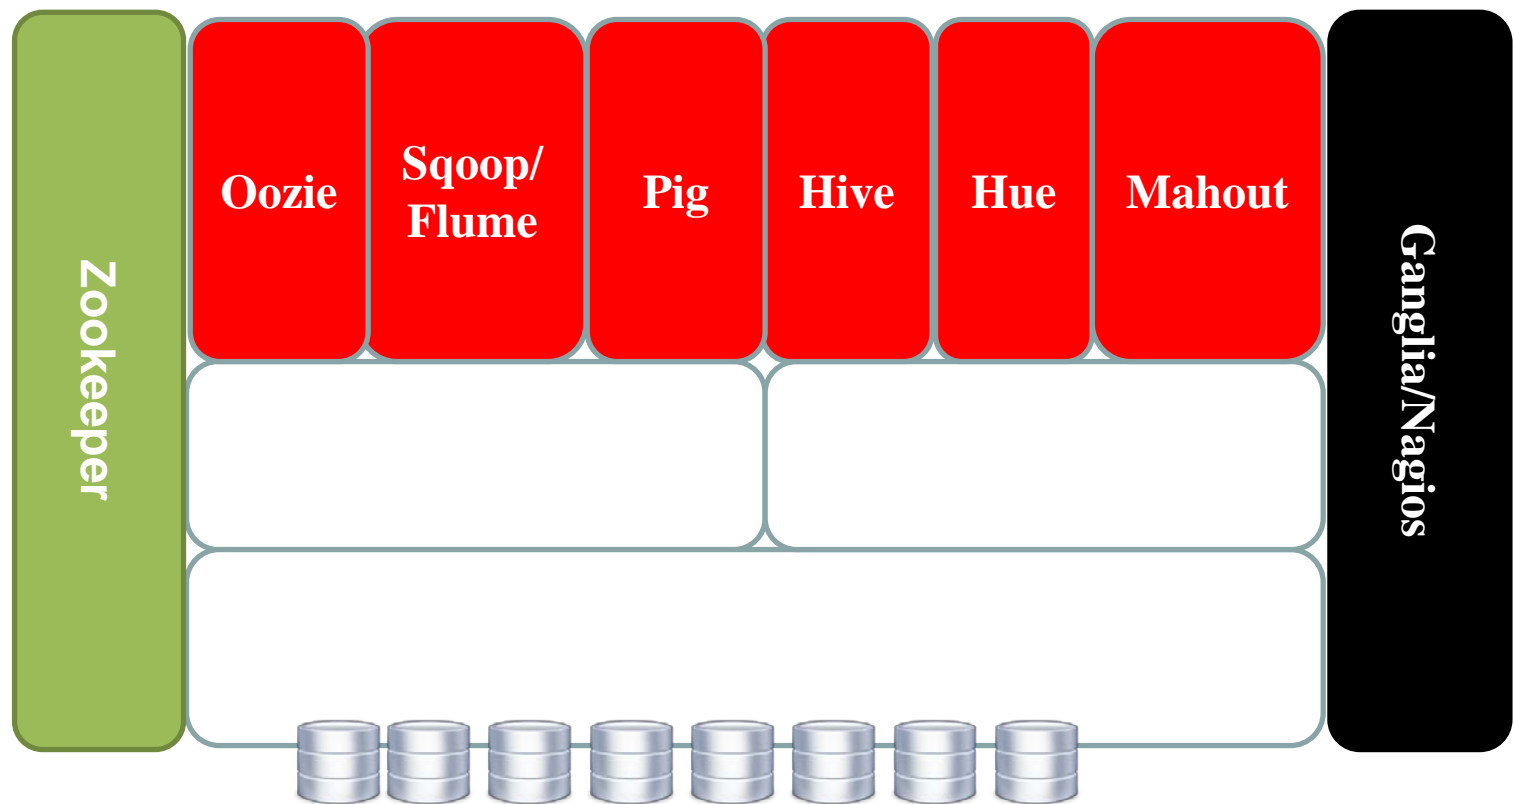 Zookeeper
Oozie
Sqoop/
Flume
Pig
Hive
Hue
Mahout
Ganglia/Nagios